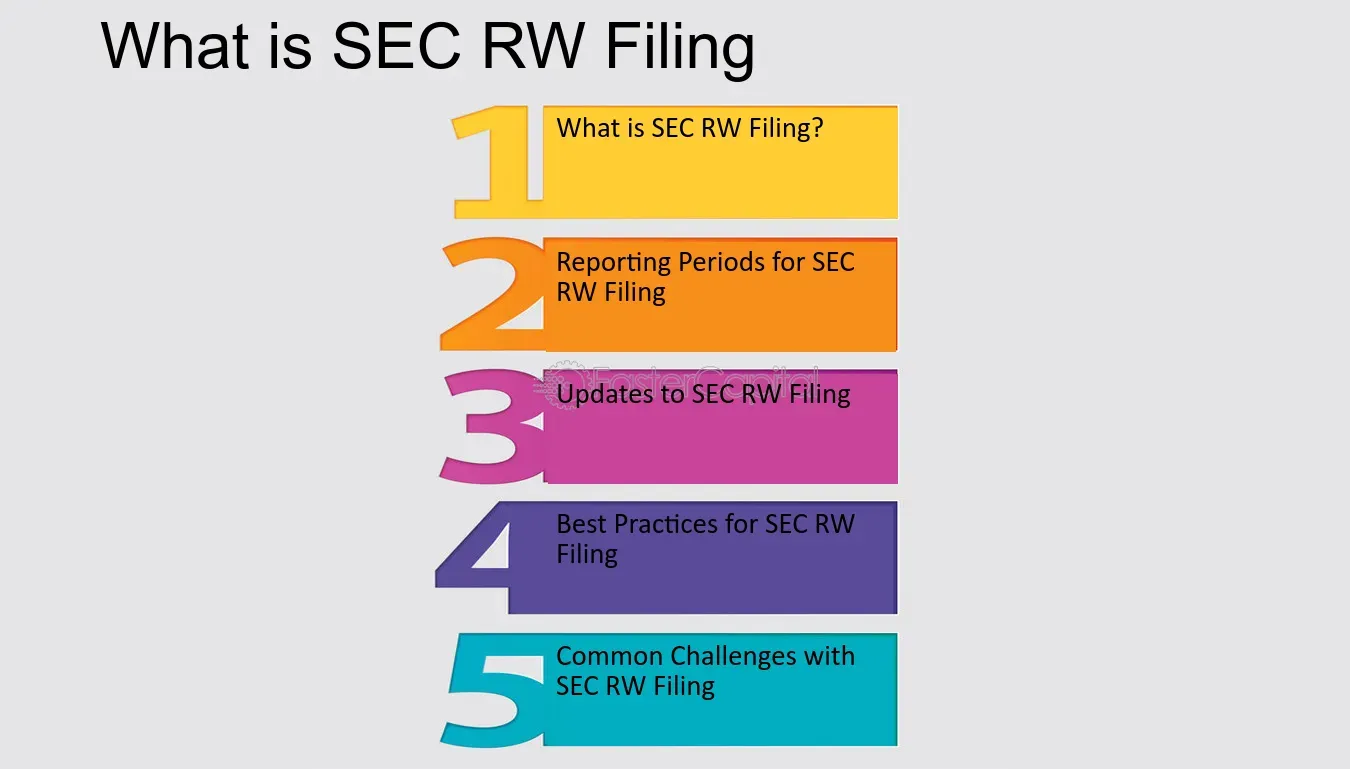 What is SEC RW Filing
1
What is SEC RW Filing?
2
Reporting Periods for SEC
RW Filing
3
FasterCapital
Updates to SEC RW Filing
4
Best Practices for SEC RW
Filing
5
Common Challenges with
SEC RW Filing